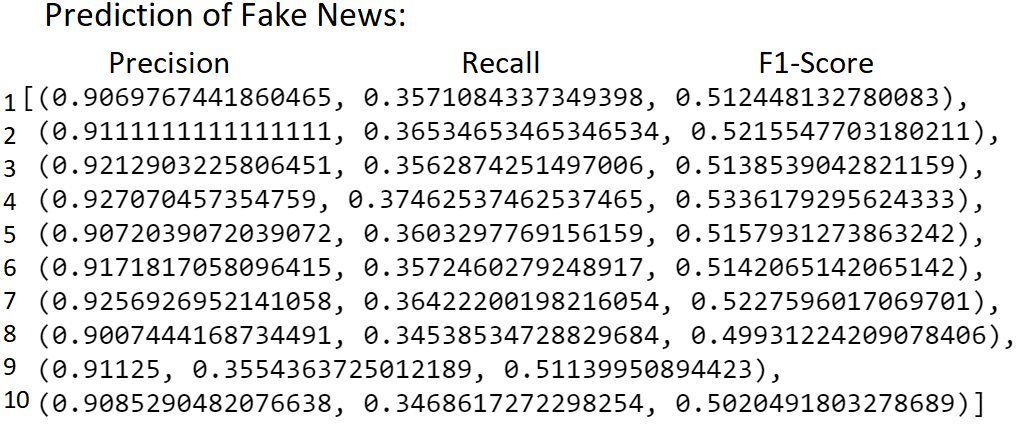 Prediction of Fake News:
Precision Recall F1-Score
1 [(0.9069767441860465, 0.3571084337349398, 0.512448132780083),
2 (0.9111111111111111, 0.36534653465346534, 0.5215547703180211),
3 (0.9212903225806451, 0.3562874251497006, 0.5138539042821159),
4 (0.927070457354759, 0.37462537462537465, 0.5336179295624333),
5 (0.9072039072039072, 0.3603297769156159, 0.5157931273863242),
6 (0.9171817058096415, 0.3572460279248917, 0.5142065142065142),
7 (0.9256926952141058, 0.36422200198216054, 0.5227596017069701),
8 (0.9007444168734491, 0.34538534728829684, 0.49931224209078406),
9 (0.91125, 0.3554363725012189, 0.51139950894423),
10 (0.9085290482076638, 0.3468617272298254, 0.5020491803278689)]